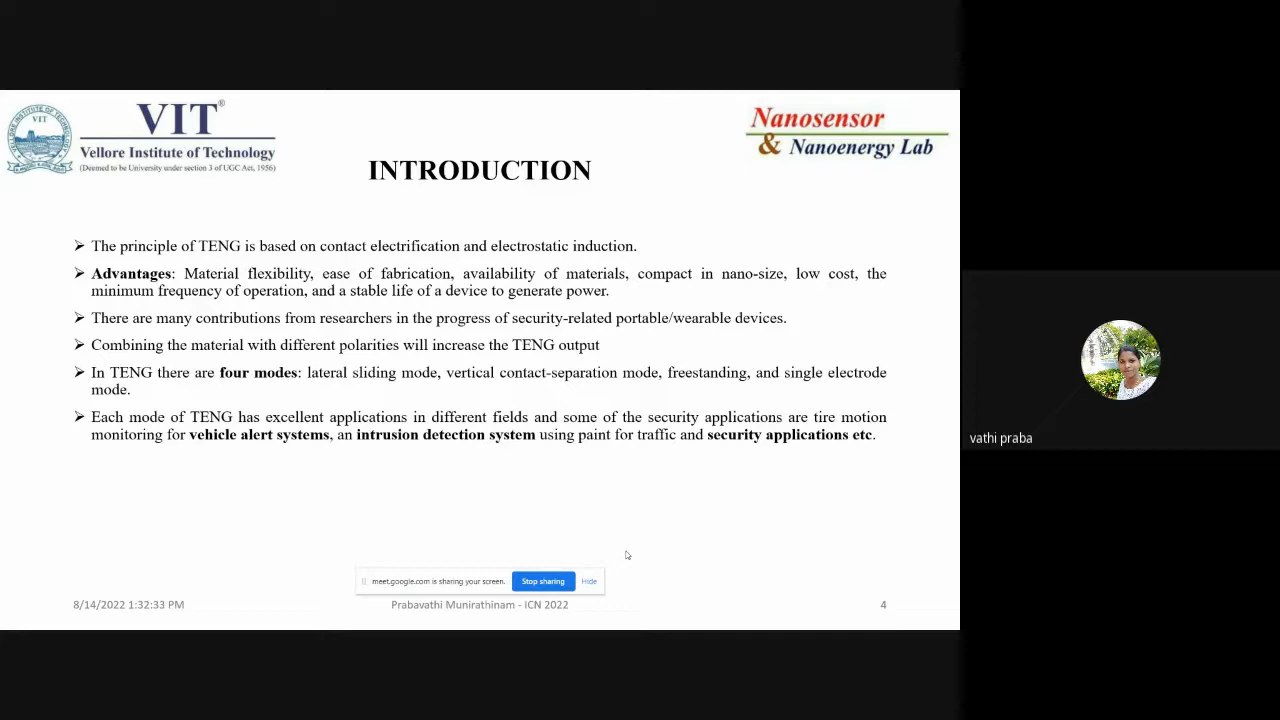 VIT®
Vellore Institute of Technology
(Deemed to be University under section 3 of UGC Act, 1956)
Nanosensor
& Nanoenergy Lab
INTRODUCTION
➢ The principle of TENG is based on contact electrification and electrostatic induction.
➢ Advantages: Material flexibility, ease of fabrication, availability of materials, compact in nano-size, low cost, the
minimum frequency of operation, and a stable life of a device to generate power.
➢ There are many contributions from researchers in the progress of security-related portable/wearable devices.
➢ Combining the material with different polarities will increase the TENG output
➢ In TENG there are four modes: lateral sliding mode, vertical contact-separation mode, freestanding, and single electrode
mode.
➢ Each mode of TENG has excellent applications in different fields and some of the security applications are tire motion
monitoring for vehicle alert systems, an intrusion detection system using paint for traffic and security applications etc.
vathi praba
meet.google.com is sharing your screen. Stop sharing Hide
8/14/2022 1:32:33 PM Prabavathi Munirathinam - ICN 2022 4